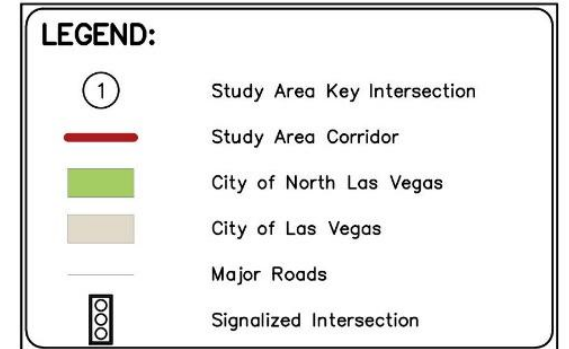 LEGEND:
1 Study Area Key Intersection
Study Area Corridor
City of North Las Vegas
City of Las Vegas
Major Roads
Signalized Intersection